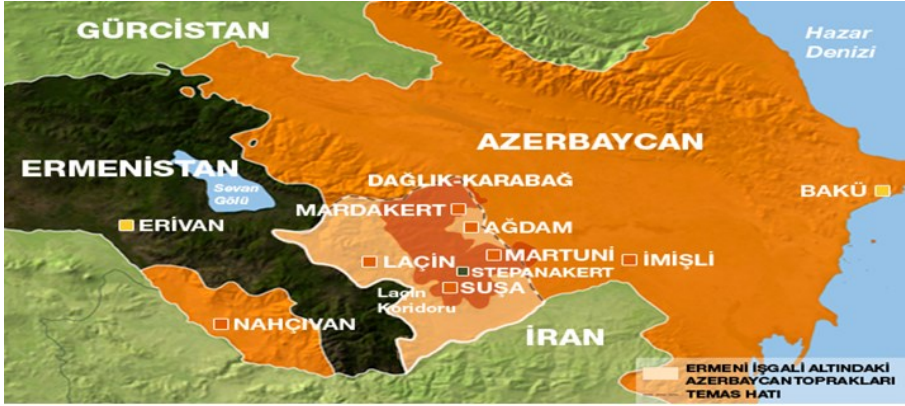 GÜRCİSTAN
Hazar
Denizi
AZERBAYCAN
ERMENİSTAN
DAĞLIK-KARABAĞ
Sevan
Gölü
BAKÜ
MARDAKERT
ERİVAN
AĞDAM
LAÇİN
MARTUNİ
İMİŞLİ
STEPANAKERT
SUŞA
Laçin
Koridoru
NAHÇIVAN
İRAN
ERMENİ İŞGALİ ALTINDAKİ
AZERBAYCAN TOPRAKLARI
TEMAS HATI